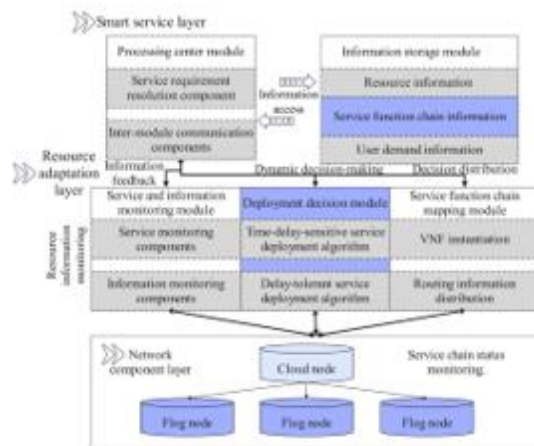 Smart service layer
Processing center module
Service requirement
resolution component
Inter-module communication
components
Information
access
Information storage module
Resource information
Service function chain information
User demand information
Resource
adaptation
layer
Information
feedback
Dynamic decision-making
Decision distribution
Resource
information
monitoring
Service and information
monitoring module
Service monitoring
components
Information monitoring
components
Deployment decision module
Time-delay-sensitive service
deployment algorithm
Delay-tolerant service
deployment algorithm
Service function chain
mapping module
VNF instantiation
Routing information
distribution
Network
component layer
Service chain status
monitoring.
Cloud node
Flog node
Flog node
Flog node